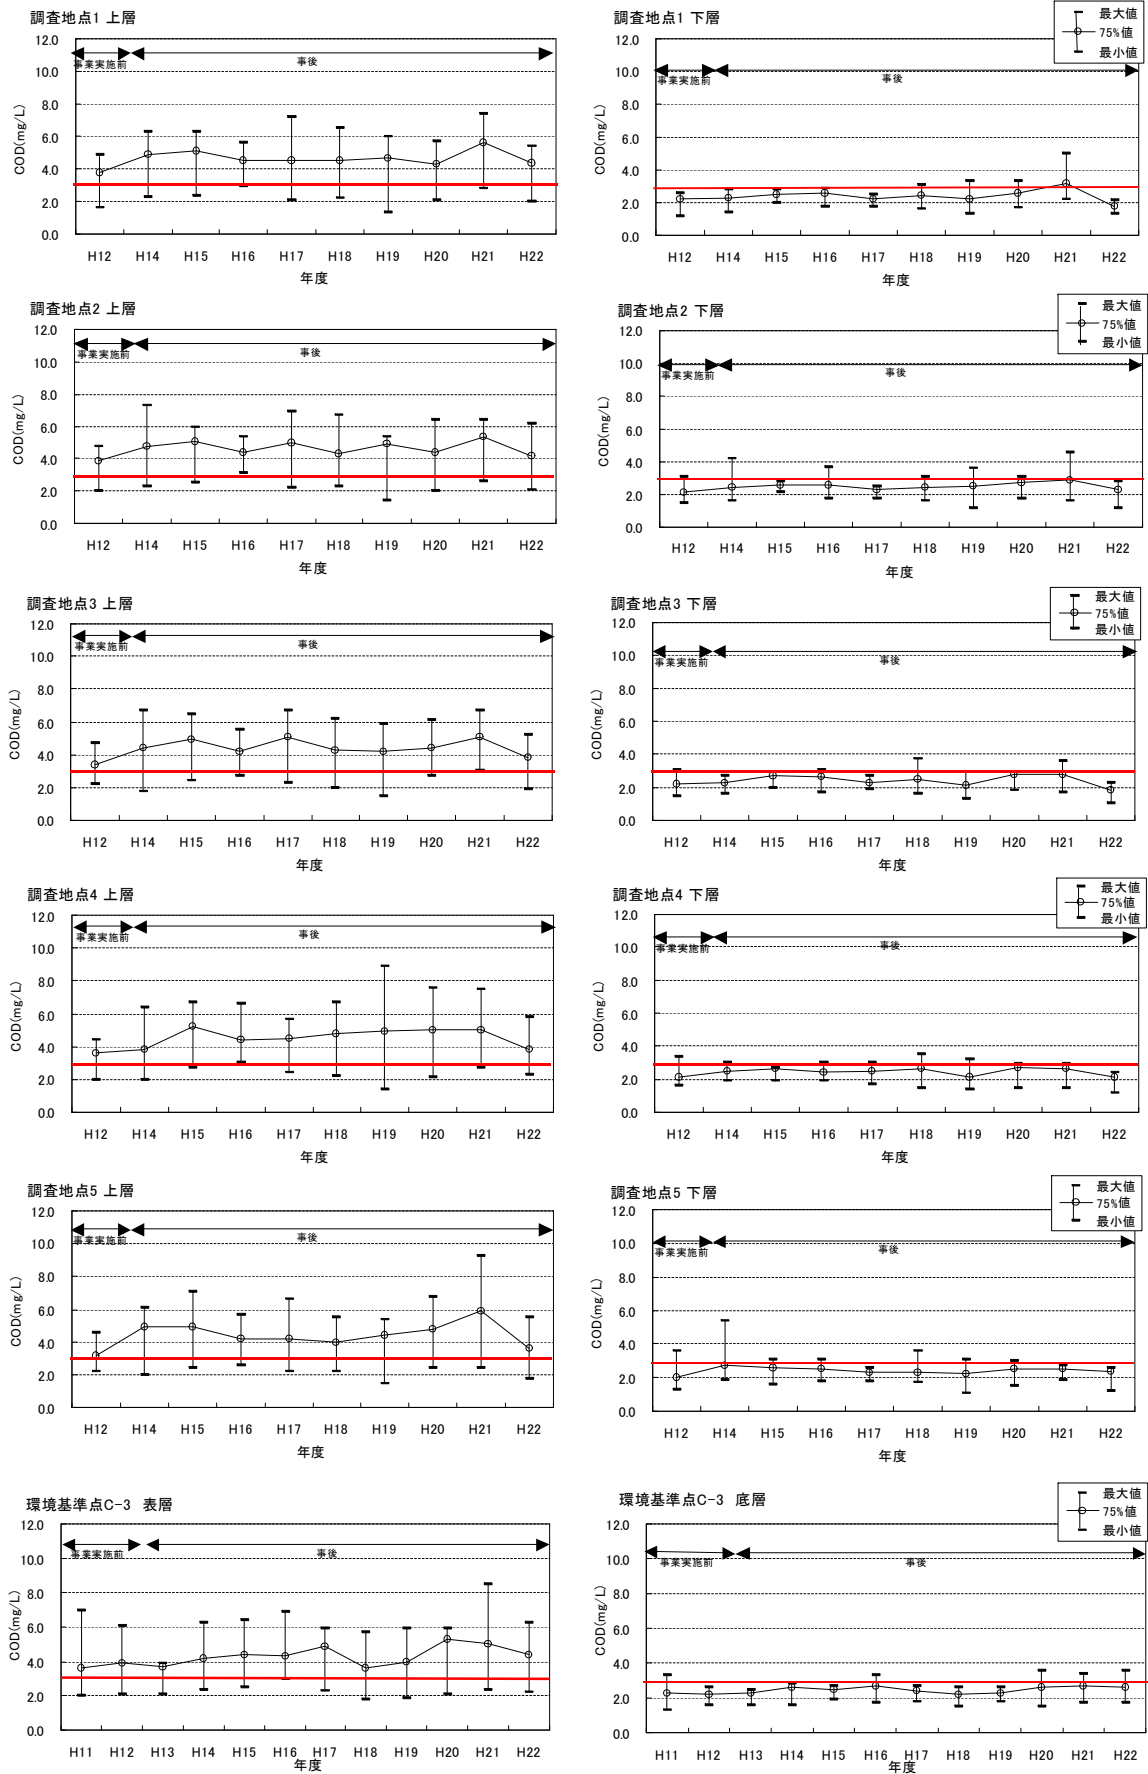 調査地点1 上層
12.0
10.0
8.0
6.0
4.0
2.0
0.0
COD(mg/L)
事業実施前
事後
H12 H14 H15 H16 H17 H18 H19 H20 H21 H22
年度
調査地点1 下層
最大値
75%値
最小値
12.0
10.0
8.0
6.0
4.0
2.0
0.0
COD(mg/L)
事業実施前
事後
H12 H14 H15 H16 H17 H18 H19 H20 H21 H22
年度
調査地点2 上層
12.0
10.0
8.0
6.0
4.0
2.0
0.0
COD(mg/L)
事業実施前
事後
H12 H14 H15 H16 H17 H18 H19 H20 H21 H22
年度
調査地点2 下層
最大値
75%値
最小値
12.0
10.0
8.0
6.0
4.0
2.0
0.0
COD(mg/L)
事業実施前
事後
H12 H14 H15 H16 H17 H18 H19 H20 H21 H22
年度
調査地点3 上層
12.0
10.0
8.0
6.0
4.0
2.0
0.0
COD(mg/L)
事業実施前
事後
H12 H14 H15 H16 H17 H18 H19 H20 H21 H22
年度
調査地点3 下層
最大値
75%値
最小値
12.0
10.0
8.0
6.0
4.0
2.0
0.0
COD(mg/L)
事業実施前
事後
H12 H14 H15 H16 H17 H18 H19 H20 H21 H22
年度
調査地点4 上層
12.0
10.0
8.0
6.0
4.0
2.0
0.0
COD(mg/L)
事業実施前
事後
H12 H14 H15 H16 H17 H18 H19 H20 H21 H22
年度
調査地点4 下層
最大値
75%値
最小値
12.0
10.0
8.0
6.0
4.0
2.0
0.0
COD(mg/L)
事業実施前
事後
H12 H14 H15 H16 H17 H18 H19 H20 H21 H22
年度
調査地点5 上層
12.0
10.0
8.0
6.0
4.0
2.0
0.0
COD(mg/L)
事業実施前
事後
H12 H14 H15 H16 H17 H18 H19 H20 H21 H22
年度
調査地点5 下層
最大値
75%値
最小値
12.0
10.0
8.0
6.0
4.0
2.0
0.0
COD(mg/L)
事業実施前
事後
H12 H14 H15 H16 H17 H18 H19 H20 H21 H22
年度
環境基準点C-3 表層
12.0
10.0
8.0
6.0
4.0
2.0
0.0
COD(mg/L)
事業実施前
事後
H11 H12 H13 H14 H15 H16 H17 H18 H19 H20 H21 H22
年度
環境基準点C-3 底層
最大値
75%値
最小値
12.0
10.0
8.0
6.0
4.0
2.0
0.0
COD(mg/L)
事業実施前
事後
H11 H12 H13 H14 H15 H16 H17 H18 H19 H20 H21 H22
年度